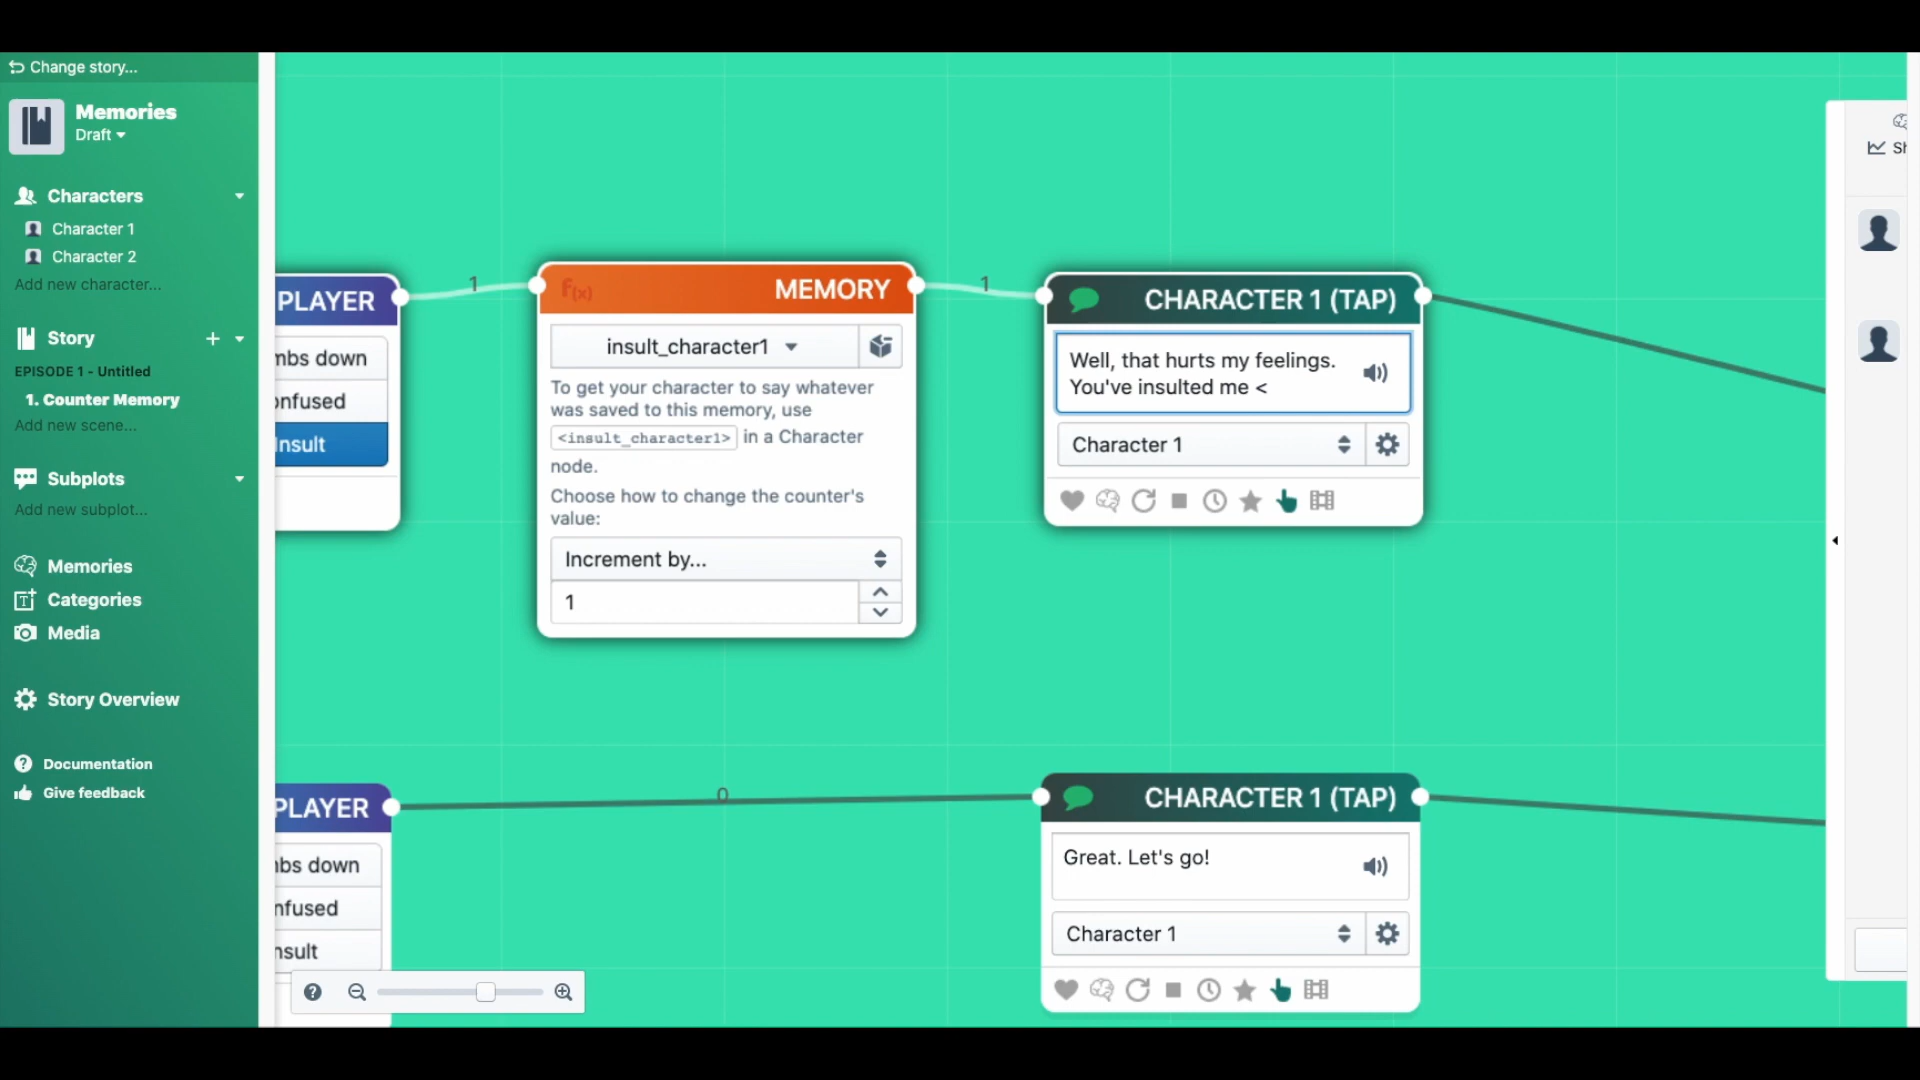 Change story...
Memories
Draft
Characters
Character 1
Character 2
Add new character...
Story
EPISODE 1 - Untitled
1. Counter Memory
Add new scene...
Subplots
Add new subplot...
Memories
Categories
Media
Story Overview
Documentation
Give feedback
PLAYER
mbs down
onfused
Insult
1
F(x)
MEMORY
insult_character1
To get your character to say whatever
was saved to this memory, use
<insult_character1> in a Character
node.
Choose how to change the counter's
value:
Increment by...
1
1
CHARACTER 1 (TAP)
Well, that hurts my feelings.
You've insulted me <
Character 1
PLAYER
bs down
nfused
nsult
0
CHARACTER 1 (TAP)
Great. Let's go!
Character 1
Sh